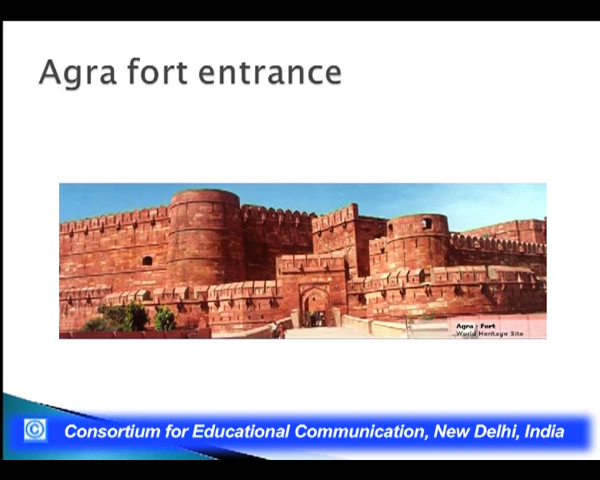 Agra fort entrance
Agra - Fort
World Heritage Site
© Consortium for Educational Communication, New Delhi, India